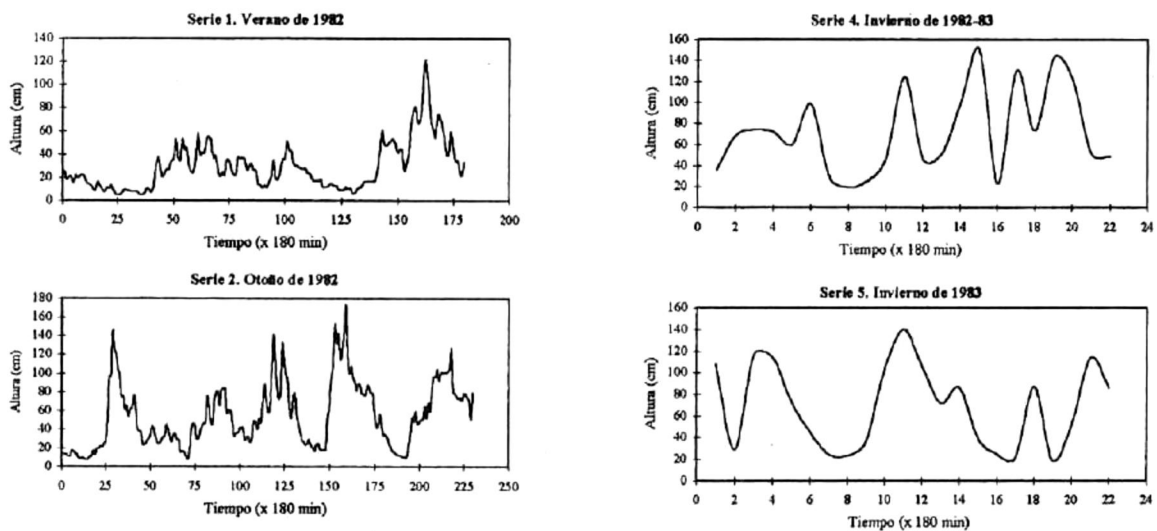 Serie 1. Verano de 1982
140
120
100
80
60
40
20
0
Altura (cm)
0 25 50 75 100 125 150 175 200
Tiempo (x 180 min)
Serie 2. Otoño de 1982
180
160
140
120
100
80
60
40
20
0
Altura (cm)
0 25 50 75 100 125 150 175 200 225 250
Tiempo (x 180 min)
Serie 4. Invierno de 1982-83
160
140
120
100
80
60
40
20
0
Altura (cm)
0 2 4 6 8 10 12 14 16 18 20 22 24
Tiempo (x 180 min)
Serie 5. Invierno de 1983
160
140
120
100
80
60
40
20
0
Altura (cm)
0 2 4 6 8 10 12 14 16 18 20 22 24
Tiempo (x 180 min)